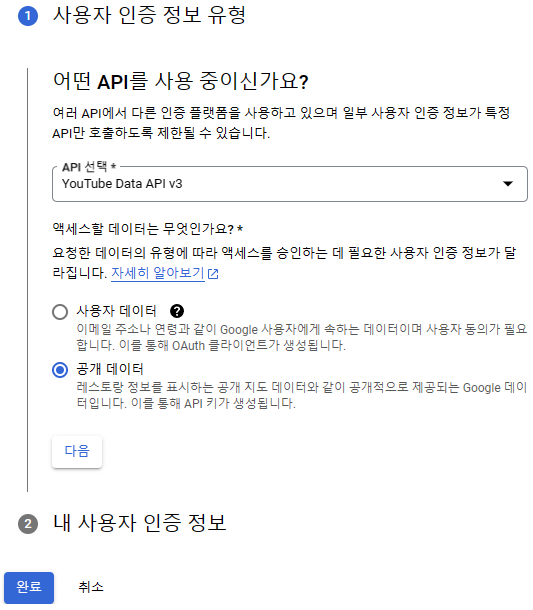 1 사용자 인증 정보 유형
어떤 API를 사용 중이신가요?
여러 API에서 다른 인증 플랫폼을 사용하고 있으며 일부 사용자 인증 정보가 특정
API만 호출하도록 제한될 수 있습니다.
API 선택 *
YouTube Data API v3
액세스할 데이터는 무엇인가요? *
요청한 데이터의 유형에 따라 액세스를 승인하는 데 필요한 사용자 인증 정보가 달
라집니다. 자세히 알아보기
사용자 데이터 ?
이메일 주소나 연령과 같이 Google 사용자에게 속하는 데이터이며 사용자 동의가 필요
합니다. 이를 통해 OAuth 클라이언트가 생성됩니다.
공개 데이터
레스토랑 정보를 표시하는 공개 지도 데이터와 같이 공개적으로 제공되는 Google 데이
터입니다. 이를 통해 API 키가 생성됩니다.
다음
2 내 사용자 인증 정보
완료 취소